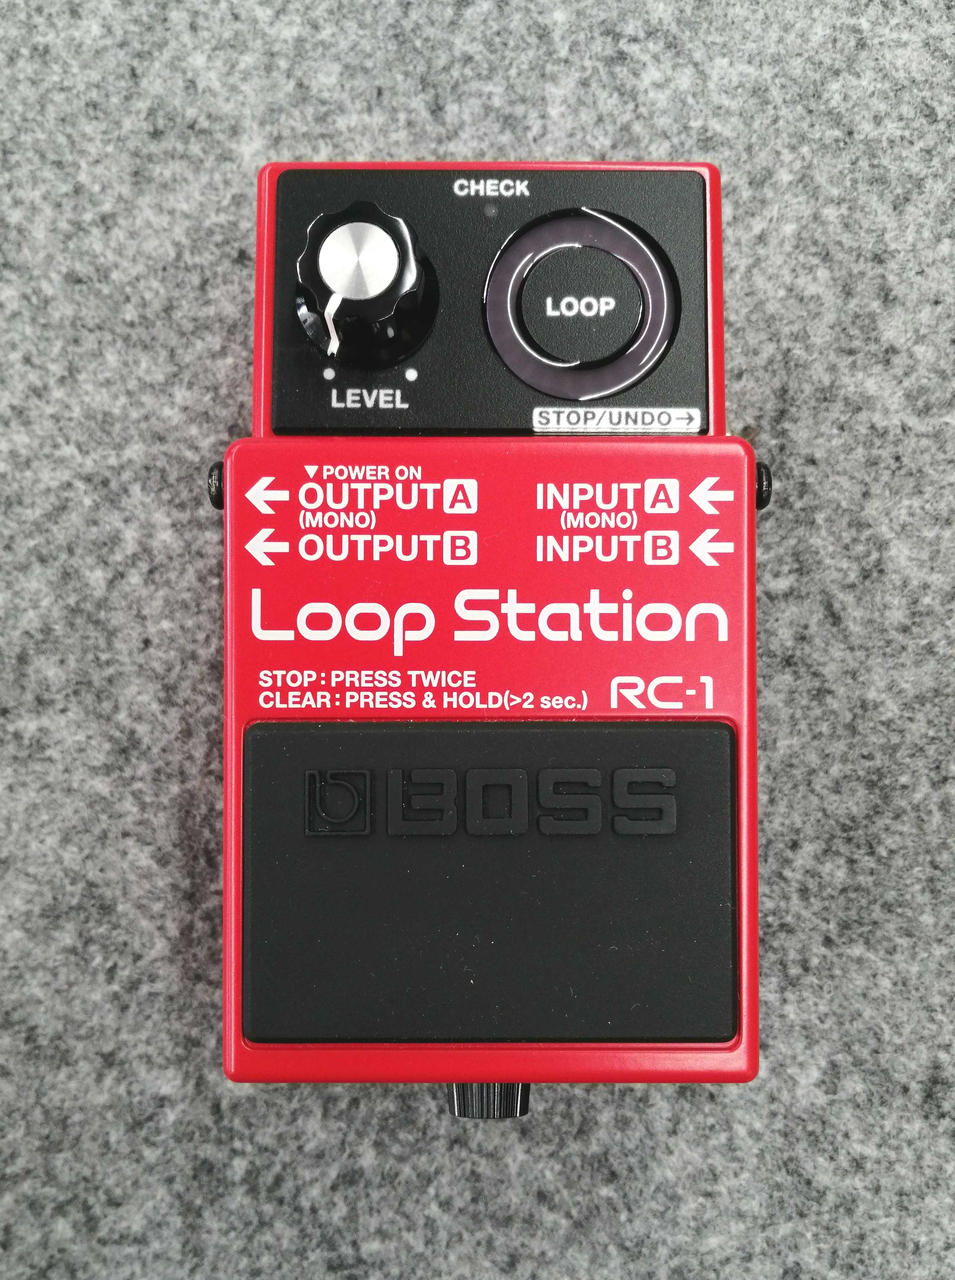 CHECK
LOOP
LEVEL
STOP/UNDO→
▼POWER ON
←OUTPUT A INPUT A←
(MONO) (MONO)
←OUTPUT B INPUT B←
Loop Station
STOP:PRESS TWICE
CLEAR:PRESS & HOLD(>2 sec.) RC-1
BOSS